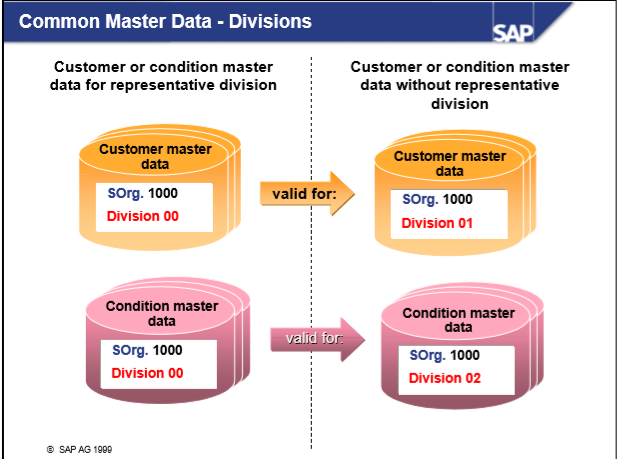 Common Master Data - Divisions
SAP
Customer or condition master
data for representative division
Customer or condition master
data without representative
division
Customer master
data
SOrg. 1000
Division 00
valid for:
Customer master
data
SOrg. 1000
Division 01
Condition master
data
SOrg. 1000
Division 00
valid for:
Condition master
data
SOrg. 1000
Division 02
© SAP AG 1999